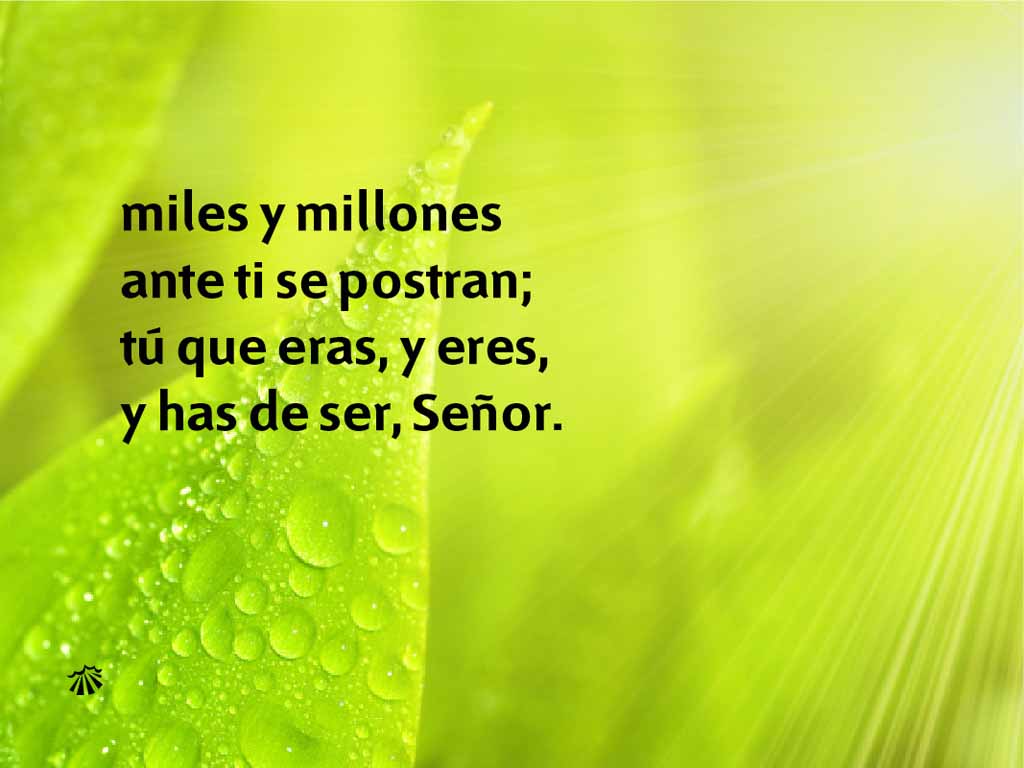 miles y millones
ante ti se postran;
tú que eras, y eres,
y has de ser, Señor.